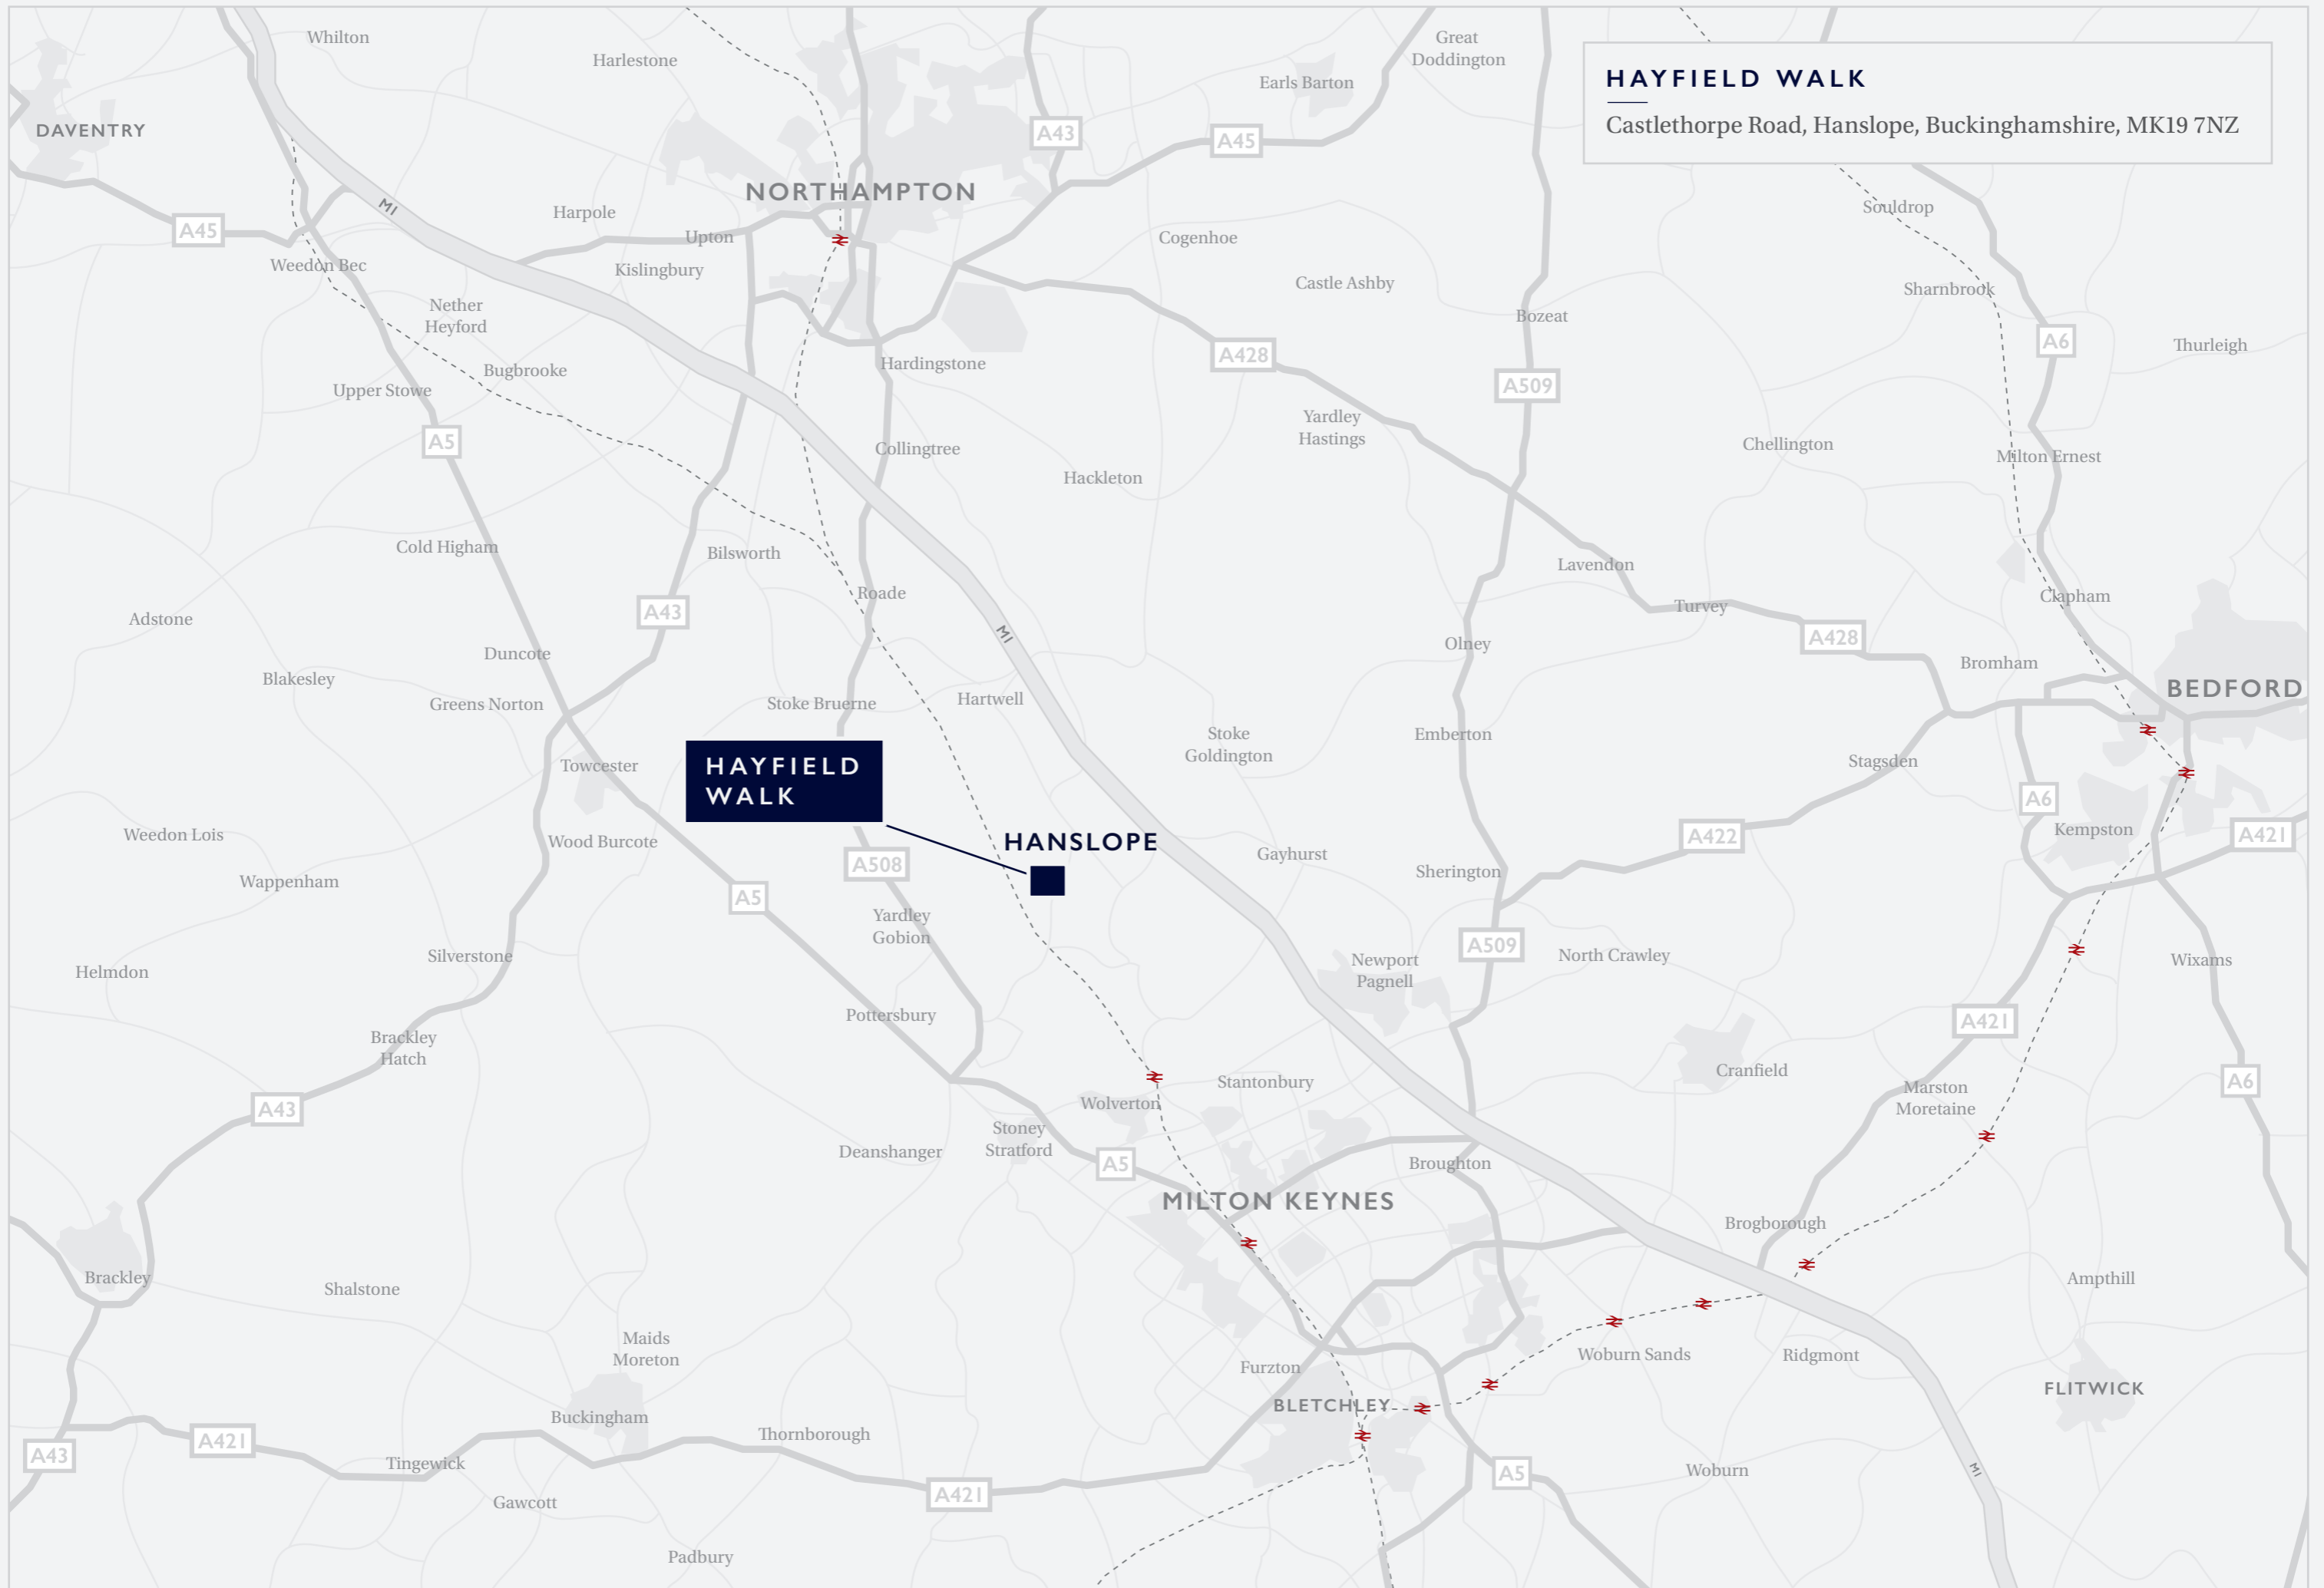 Whilton
Harlestone
Great
Doddington
Earls Barton
HAYFIELD WALK
Castlethorpe Road, Hanslope, Buckinghamshire, MK19 7NZ
DAVENTRY
A43
A45
NORTHAMPTON
Souldrop
Harpole
A45
Upton
Cogenhoe
M1
Weedon Bec
Kislingbury
Castle Ashby
Sharnbrook
Nether
Heyford
Bozeat
A6
Thurleigh
A428
Hardingstone
Bugbrooke
Upper Stowe
A509
Yardley
Hastings
A5
Collingtree
Chellington
Milton Ernest
Hackleton
Cold Higham
Bilsworth
Lavendon
Roade
Clapham
A43
Turvey
Adstone
M1
A428
Olney
Duncote
Bromham
Blakesley
BEDFORD
Greens Norton
Stoke Bruerne
Hartwell
Stoke
Goldington
Emberton
Towcester
HAYFIELD
WALK
Stagsden
A6
Weedon Lois
Wood Burcote
HANSLOPE
A422
Kempston
A421
Gayhurst
A508
Sherington
Wappenham
A5
Yardley
Gobion
A509
Silverstone
North Crawley
Newport
Pagnell
Wixams
Helmdon
Pottersbury
A421
Brackley
Hatch
Cranfield
Stantonbury
A6
Marston
Moretaine
Wolverton
A43
Stoney
Stratford
Deanshanger
A5
Broughton
MILTON KEYNES
Brogborough
Brackley
Shalstone
Ampthill
Maids
Moreton
Furzton
Woburn Sands
Ridgmont
FLITWICK
BLETCHLEY
Buckingham
Thornborough
A421
A43
Tingewick
A5
Woburn
M1
A421
Gawcott
Padbury